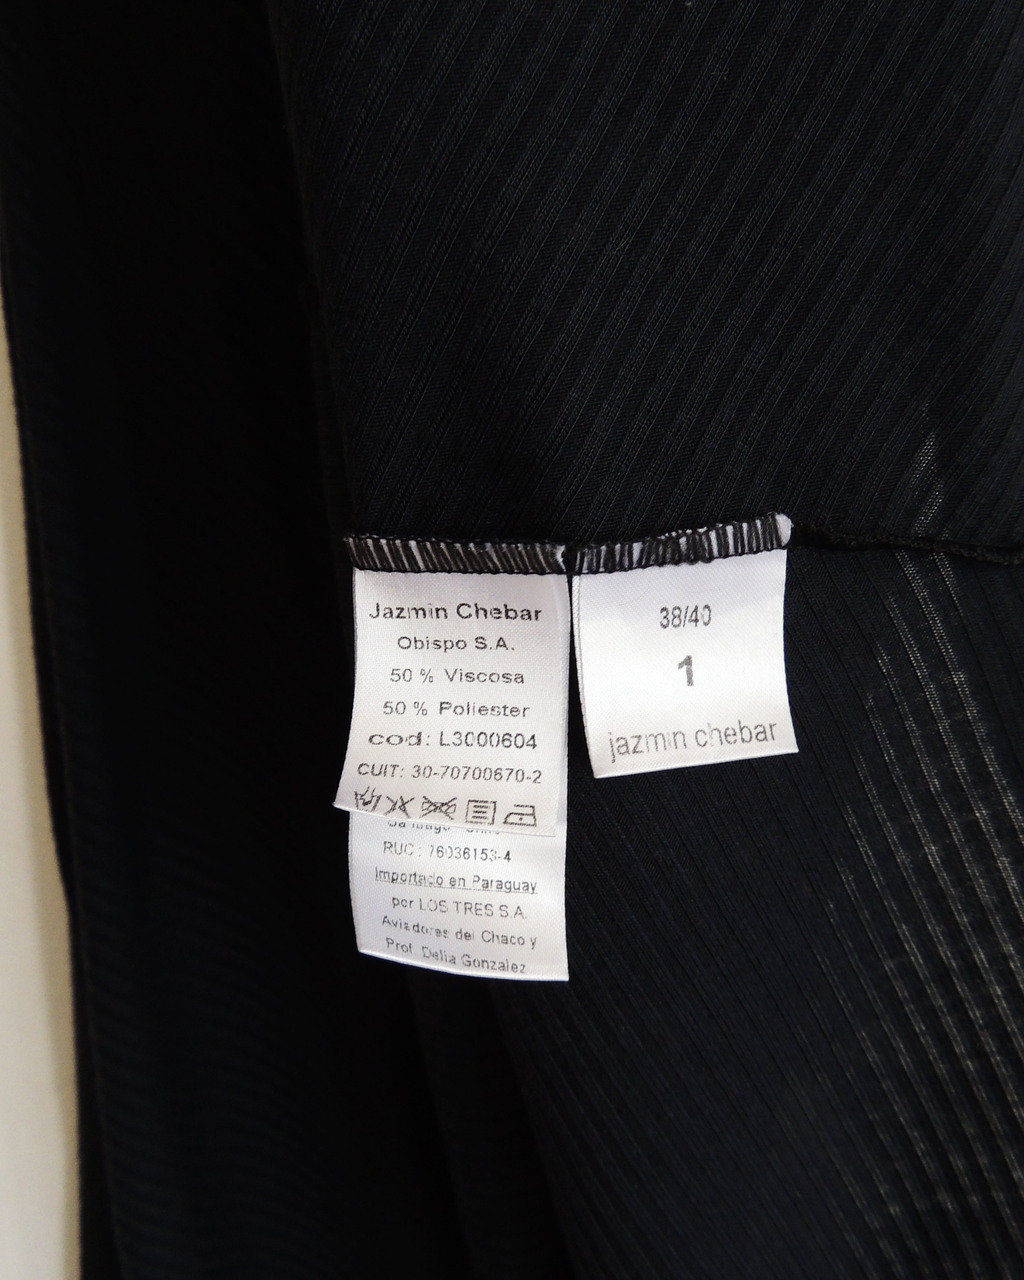 Jazmin Chebar
Obispo S.A.
50 % Viscosa
50 % Poliester
cod: L3000604
CUIT: 30-70700670-2
RUC: 76036153-4
Importado en Paraguay
por LOS TRES S.A.
Aviadores del Chaco y
Prof. Delia Gonzalez
38/40
1
jazmin chebar